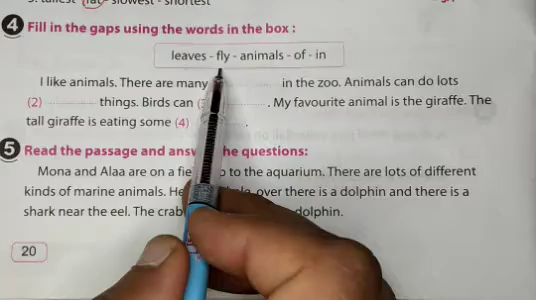 3. tallest - fat - slowest - shortest
4 Fill in the gaps using the words in the box :
leaves - fly - animals - of - in
I like animals. There are many in the zoo. Animals can do lots
(2) things. Birds can . My favourite animal is the giraffe. The
tall giraffe is eating some (4) .
5 Read the passage and he questions:
Mona and Alaa are on a to the aquarium. There are lots of different
kinds of marine animals. over there is a dolphin and there is a
shark near the eel. The dolphin.
20